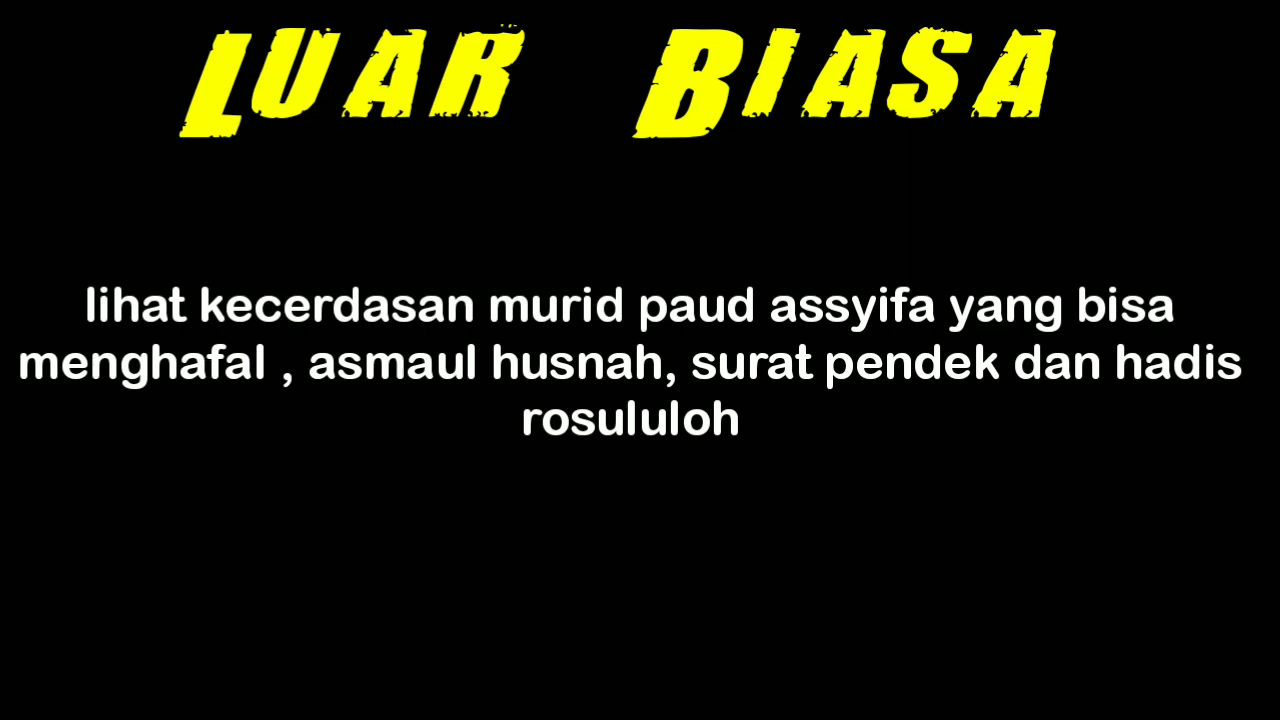 LUAR BIASA
lihat kecerdasan murid paud assyifa yang bisa
menghafal , asmaul husnah, surat pendek dan hadis
rosululoh